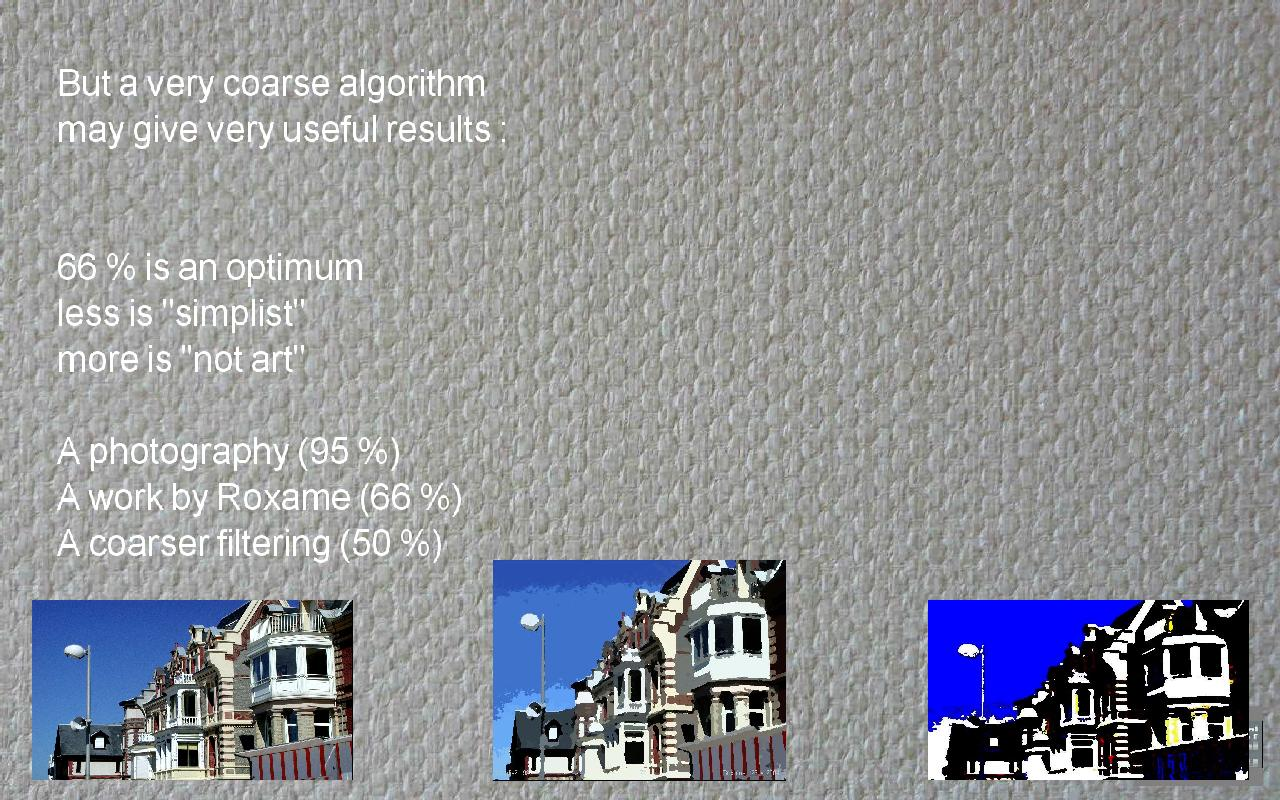 But a very coarse algorithm
may give very useful results :
66 % is an optimum
less is "simplist"
more is "not art"
A photography (95 %)
A work by Roxame (66 %)
A coarser filtering (50 %)